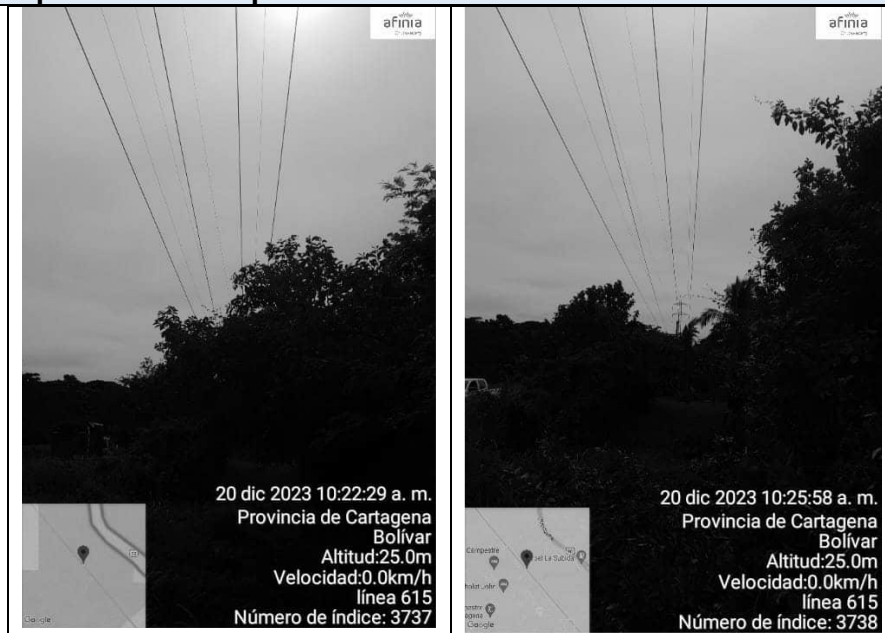 afinia
20 dic 2023 10:22:29 a. m.
Provincia de Cartagena
Bolívar
Altitud:25.0m
Velocidad:0.0km/h
línea 615
Número de índice: 3737
Google
afinia
20 dic 2023 10:25:58 a. m.
Provincia de Cartagena
Bolívar
Altitud:25.0m
Velocidad:0.0km/h
línea 615
Número de índice: 3738
Campestre
Google